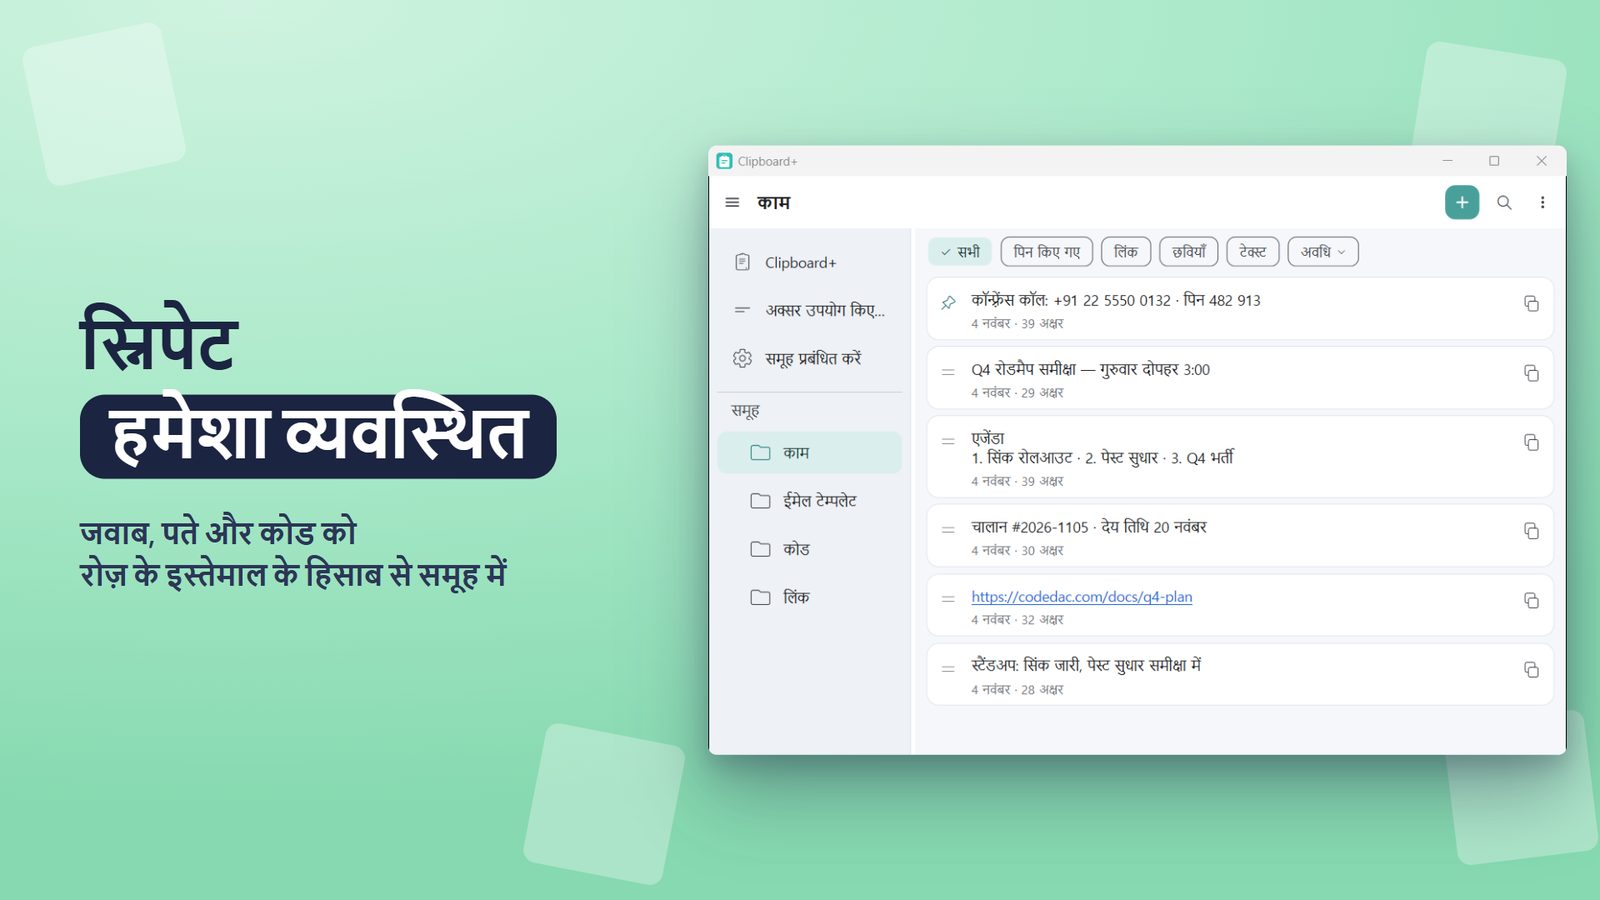 स्निपेट
हमेशा व्यवस्थित
जवाब, पते और कोड को
रोज़ के इस्तेमाल के हिसाब से समूह में
Clipboard+
काम
Clipboard+
अक्सर उपयोग किए...
समूह प्रबंधित करें
समूह
काम
ईमेल टेम्पलेट
कोड
लिंक
सभी
पिन किए गए
लिंक
छवियाँ
टेक्स्ट
अवधि
कॉन्फ़्रेंस कॉल: +91 22 5550 0132 · पिन 482 913
4 नवंबर · 39 अक्षर
Q4 रोडमैप समीक्षा — गुरुवार दोपहर 3:00
4 नवंबर · 29 अक्षर
एजेंडा
1. सिंक रोलआउट · 2. पेस्ट सुधार · 3. Q4 भर्ती
4 नवंबर · 39 अक्षर
चालान #2026-1105 · देय तिथि 20 नवंबर
4 नवंबर · 30 अक्षर
https://codedac.com/docs/q4-plan
4 नवंबर · 32 अक्षर
स्टैंडअप: सिंक जारी, पेस्ट सुधार समीक्षा में
4 नवंबर · 28 अक्षर